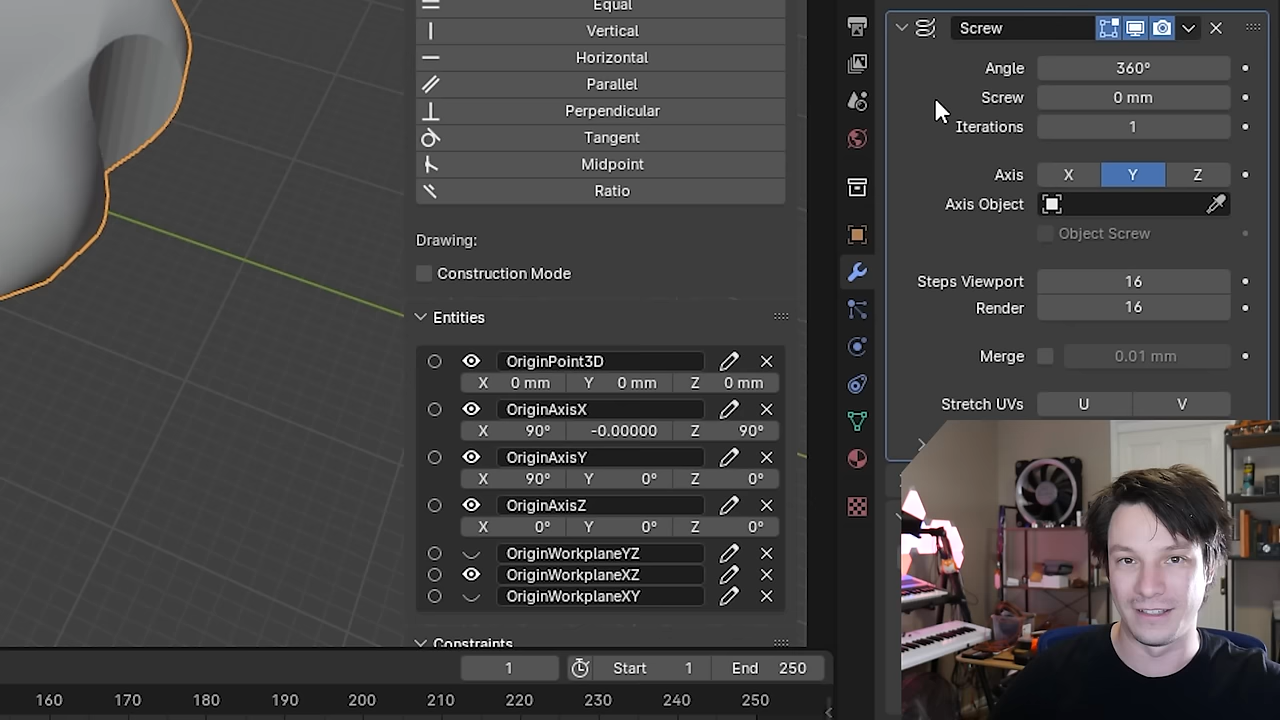 Equal
Vertical
Horizontal
Parallel
Perpendicular
Tangent
Midpoint
Ratio
Drawing:
Construction Mode
Entities
OriginPoint3D
X 0 mm Y 0 mm Z 0 mm
OriginAxisX
X 90° -0.00000 Z 90°
OriginAxisY
X 90° Y 0° Z 0°
OriginAxisZ
X 0° Y 0° Z 0°
OriginWorkplaneYZ
OriginWorkplaneXZ
OriginWorkplaneXY
Constraints
1 Start 1 End 250
160 170 180 190 200 210 220 230 240 250
Screw
Angle 360°
Screw 0 mm
Iterations 1
Axis X Y Z
Axis Object
Object Screw
Steps Viewport 16
Render 16
Merge 0.01 mm
Stretch UVs U V